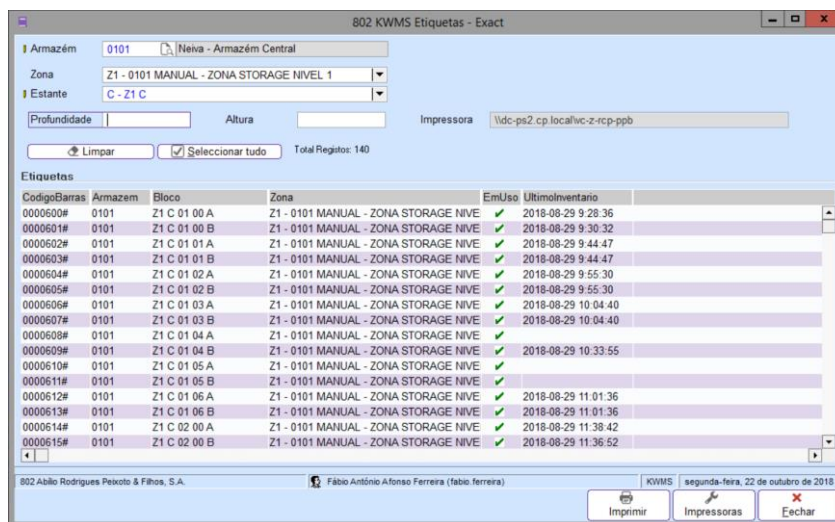 802 KWMS Etiquetas - Exact
Armazém 0101 Neiva - Armazém Central
Zona Z1 - 0101 MANUAL - ZONA STORAGE NIVEL 1
Estante C - Z1 C
Profundidade Altura Impressora \\dc-ps2.cp.local\vc-z-rcp-ppb
Limpar Seleccionar tudo Total Registos: 140
Etiquetas
CodigoBarras Armazem Bloco Zona EmUso UltimoInventario
0000600# 0101 Z1 C 01 00 A Z1 - 0101 MANUAL - ZONA STORAGE NIVE ✔ 2018-08-29 9:28:36
0000601# 0101 Z1 C 01 00 B Z1 - 0101 MANUAL - ZONA STORAGE NIVE ✔ 2018-08-29 9:30:32
0000602# 0101 Z1 C 01 01 A Z1 - 0101 MANUAL - ZONA STORAGE NIVE ✔ 2018-08-29 9:44:47
0000603# 0101 Z1 C 01 01 B Z1 - 0101 MANUAL - ZONA STORAGE NIVE ✔ 2018-08-29 9:44:47
0000604# 0101 Z1 C 01 02 A Z1 - 0101 MANUAL - ZONA STORAGE NIVE ✔ 2018-08-29 9:55:30
0000605# 0101 Z1 C 01 02 B Z1 - 0101 MANUAL - ZONA STORAGE NIVE ✔ 2018-08-29 9:55:30
0000606# 0101 Z1 C 01 03 A Z1 - 0101 MANUAL - ZONA STORAGE NIVE ✔ 2018-08-29 10:04:40
0000607# 0101 Z1 C 01 03 B Z1 - 0101 MANUAL - ZONA STORAGE NIVE ✔ 2018-08-29 10:04:40
0000608# 0101 Z1 C 01 04 A Z1 - 0101 MANUAL - ZONA STORAGE NIVE ✔
0000609# 0101 Z1 C 01 04 B Z1 - 0101 MANUAL - ZONA STORAGE NIVE ✔ 2018-08-29 10:33:55
0000610# 0101 Z1 C 01 05 A Z1 - 0101 MANUAL - ZONA STORAGE NIVE ✔
0000611# 0101 Z1 C 01 05 B Z1 - 0101 MANUAL - ZONA STORAGE NIVE ✔
0000612# 0101 Z1 C 01 06 A Z1 - 0101 MANUAL - ZONA STORAGE NIVE ✔ 2018-08-29 11:01:36
0000613# 0101 Z1 C 01 06 B Z1 - 0101 MANUAL - ZONA STORAGE NIVE ✔ 2018-08-29 11:01:36
0000614# 0101 Z1 C 02 00 A Z1 - 0101 MANUAL - ZONA STORAGE NIVE ✔ 2018-08-29 11:38:42
0000615# 0101 Z1 C 02 00 B Z1 - 0101 MANUAL - ZONA STORAGE NIVE ✔ 2018-08-29 11:36:52
802 Abílio Rodrigues Peixoto & Filhos, S.A. Fábio António Afonso Ferreira (fabio.ferreira) KWMS segunda-feira, 22 de outubro de 2018
Imprimir Impressoras Fechar